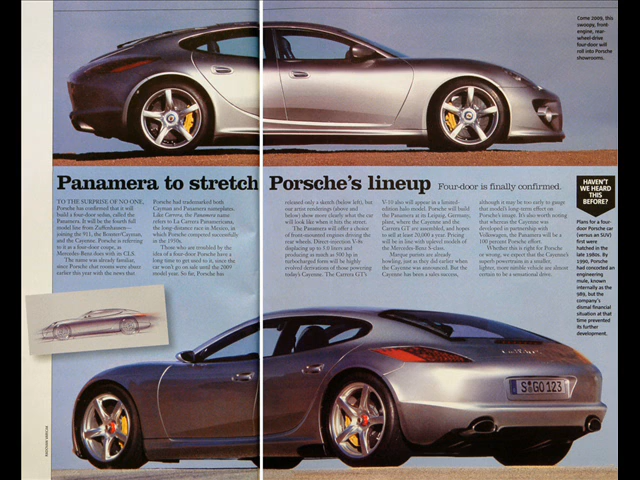 Come 2009, this
swoopy, front-
engine, rear-
wheel-drive
four-door will
roll into Porsche
showrooms.
Panamera to stretch Porsche's lineup Four-door is finally confirmed.
TO THE SURPRISE OF NO ONE,
Porsche has confirmed that it will
build a four-door sedan, called the
Panamera. It will be the fourth full
model line from Zuffenhausen—
joining the 911, the Boxster/Cayman,
and the Cayenne. Porsche is referring
to it as a four-door coupe, as
Mercedes-Benz does with its CLS.
The name was already familiar,
since Porsche chat rooms were abuzz
earlier this year with the news that
Porsche had trademarked both
Cayman and Panamera nameplates.
Like Carrera, the Panamera name
refers to La Carrera Panamericana,
the long-distance race in Mexico, in
which Porsche competed successfully
in the 1950s.
Those who are troubled by the
idea of a four-door Porsche have a
long time to get used to it, since the
car won't go on sale until the 2009
model year. So far, Porsche has
released only a sketch (below left), but
our artist renderings (above and
below) show more clearly what the car
will look like when it hits the street.
The Panamera will offer a choice
of front-mounted engines driving the
rear wheels. Direct-injection V-8s
displacing up to 5.0 liters and
producing as much as 500 hp in
turbocharged form will be highly
evolved derivations of those powering
today's Cayenne. The Carrera GT's
V-10 also will appear in a limited-
edition halo model. Porsche will build
the Panamera at its Leipzig, Germany,
plant, where the Cayenne and the
Carrera GT are assembled, and hopes
to sell at least 20,000 a year. Pricing
will be in line with upper-level models of
the Mercedes-Benz S-class.
Marque purists are already
howling, just as they did earlier when
the Cayenne was announced. But the
Cayenne has been a sales success,
although it may be too early to gauge
that model's long-term effect on
Porsche's image. It's also worth noting
that whereas the Cayenne was
developed in partnership with
Volkswagen, the Panamera will be a
100 percent Porsche effort.
Whether this is right for Porsche
or wrong, we expect that the Cayman's
superb powertrain in a smaller,
lighter, more nimble vehicle are almost
certain to be a sensational drive.
HAVEN'T
WE HEARD
THIS
BEFORE?
Plans for a four-
door Porsche car
(versus an SUV)
first were
hatched in the
late 1980s. By
1990, Porsche
had concocted an
engineering
mule, known
internally as the
989, but the
company's
dismal financial
situation at that
time prevented
its further
development.
S GO 123